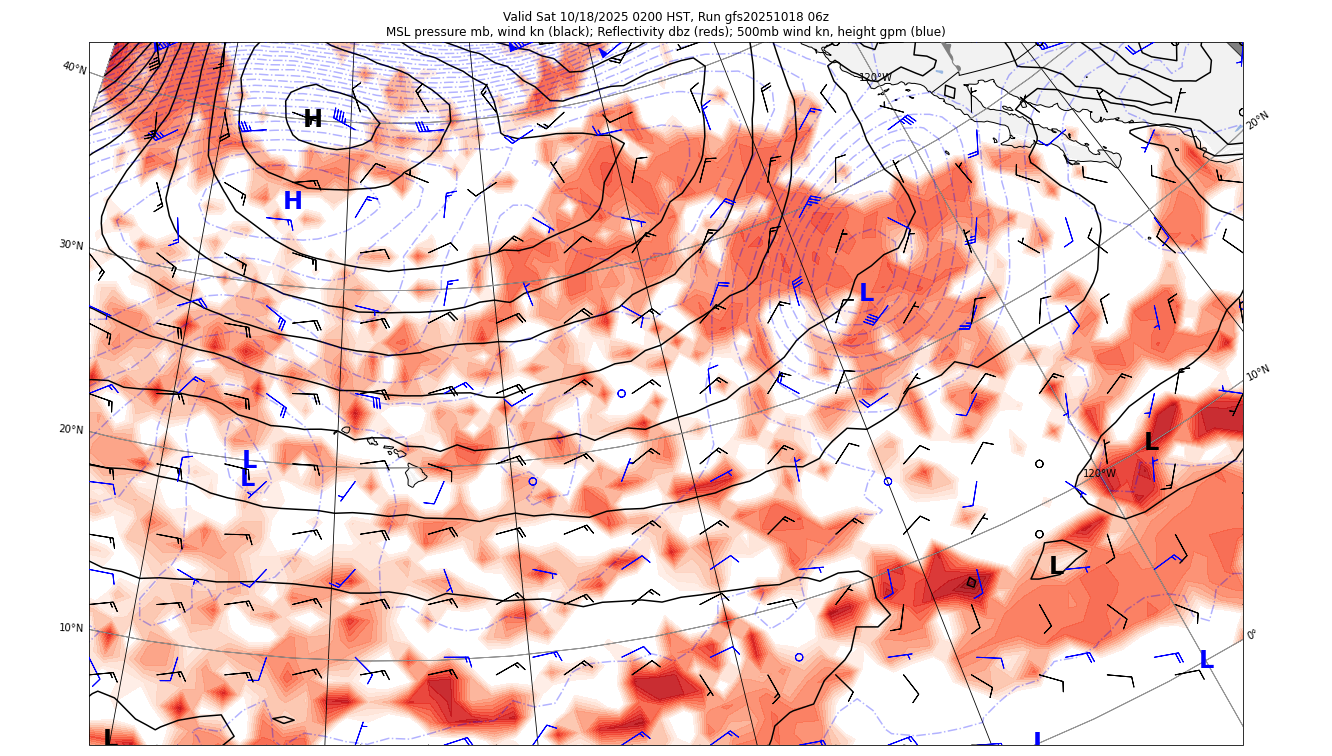 Valid Sat 10/18/2025 0200 HST, Run gfs20251018 06z
MSL pressure mb, wind kn (black); Reflectivity dbz (reds); 500mb wind kn, height gpm (blue)
40°N
120°W
20°N
H
H
30°N
L
10°N
20°N
L
L
L
120°W
L
10°N
0°
L
L
L